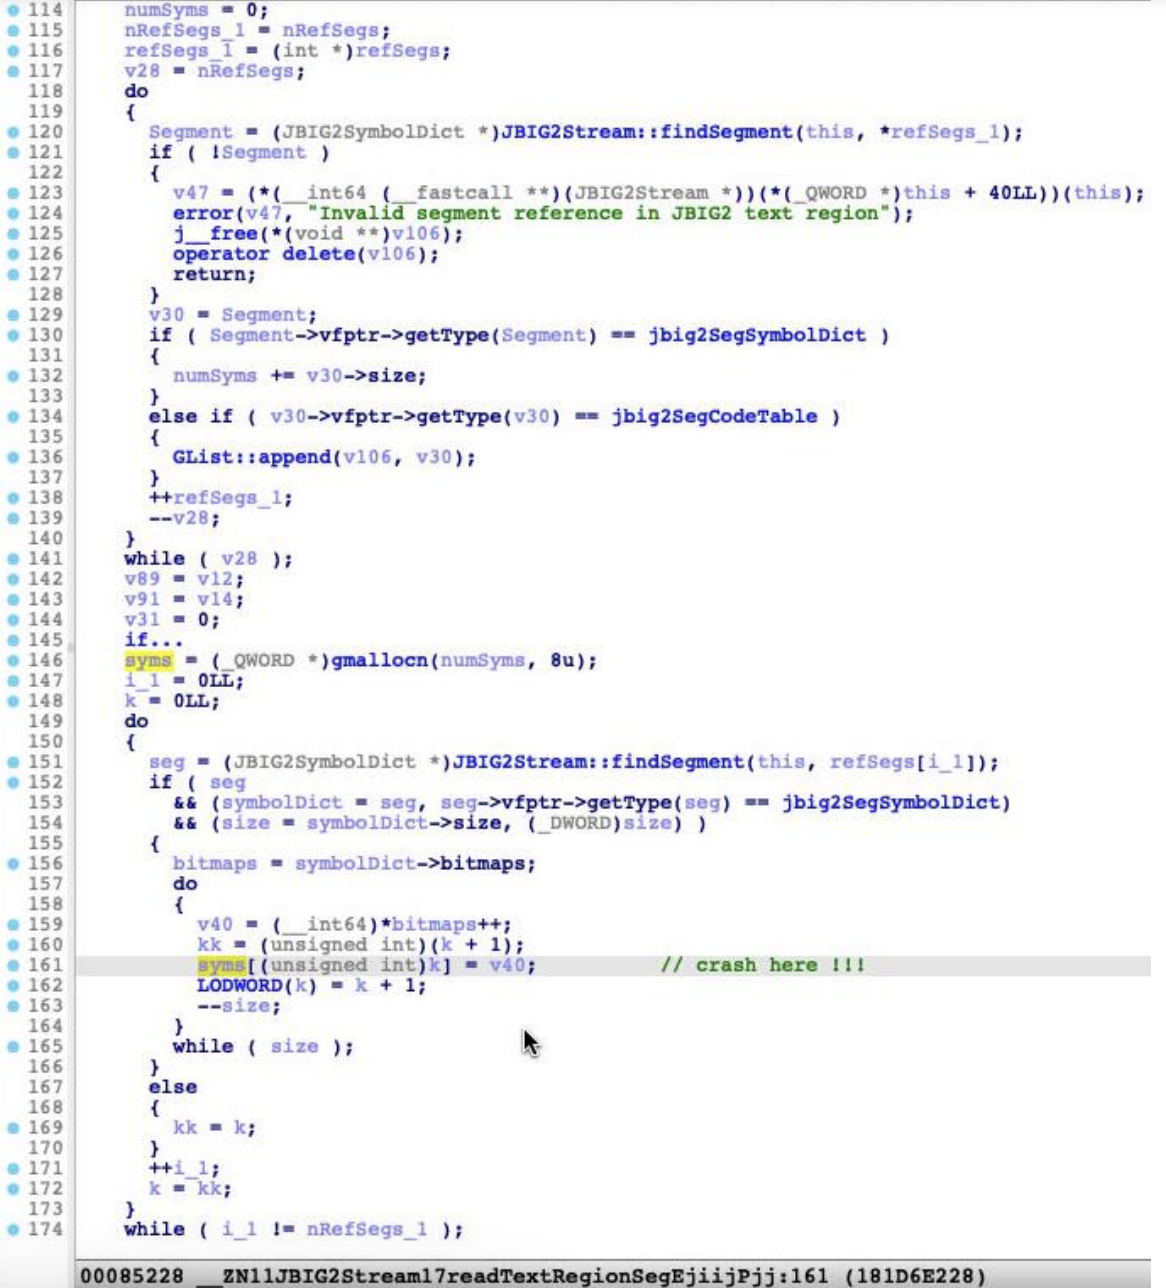 114 numSyms = 0;
115 nRefSegs_1 = nRefSegs;
116 refSegs_1 = (int *)refSegs;
117 v28 = nRefSegs;
118 do
119 {
120 Segment = (JBIG2SymbolDict *)JBIG2Stream::findSegment(this, *refSegs_1);
121 if ( !Segment )
122 {
123 v47 = (*(__int64 (__fastcall **)(JBIG2Stream *))(*(_QWORD *)this + 40LL))(this);
124 error(v47, "Invalid segment reference in JBIG2 text region");
125 j__free(*(void **)v106);
126 operator delete(v106);
127 return;
128 }
129 v30 = Segment;
130 if ( Segment->vfptr->getType(Segment) == jbig2SegSymbolDict )
131 {
132 numSyms += v30->size;
133 }
134 else if ( v30->vfptr->getType(v30) == jbig2SegCodeTable )
135 {
136 GList::append(v106, v30);
137 }
138 ++refSegs_1;
139 --v28;
140 }
141 while ( v28 );
142 v89 = v12;
143 v91 = v14;
144 v31 = 0;
145 if...
146 syms = (_QWORD *)gmallocn(numSyms, 8u);
147 i_1 = 0LL;
148 k = 0LL;
149 do
150 {
151 seg = (JBIG2SymbolDict *)JBIG2Stream::findSegment(this, refSegs[i_1]);
152 if ( seg
153 && (symbolDict = seg, seg->vfptr->getType(seg) == jbig2SegSymbolDict)
154 && (size = symbolDict->size, (_DWORD)size) )
155 {
156 bitmaps = symbolDict->bitmaps;
157 do
158 {
159 v40 = (__int64)*bitmaps++;
160 kk = (unsigned int)(k + 1);
161 syms[(unsigned int)k] = v40; // crash here !!!
162 LODWORD(k) = k + 1;
163 --size;
164 }
165 while ( size );
166 }
167 else
168 {
169 kk = k;
170 }
171 ++i_1;
172 k = kk;
173 }
174 while ( i_1 != nRefSegs_1 );
00085228 __ZN11JBIG2Stream17readTextRegionSegEjiijPjj:161 (181D6E228)